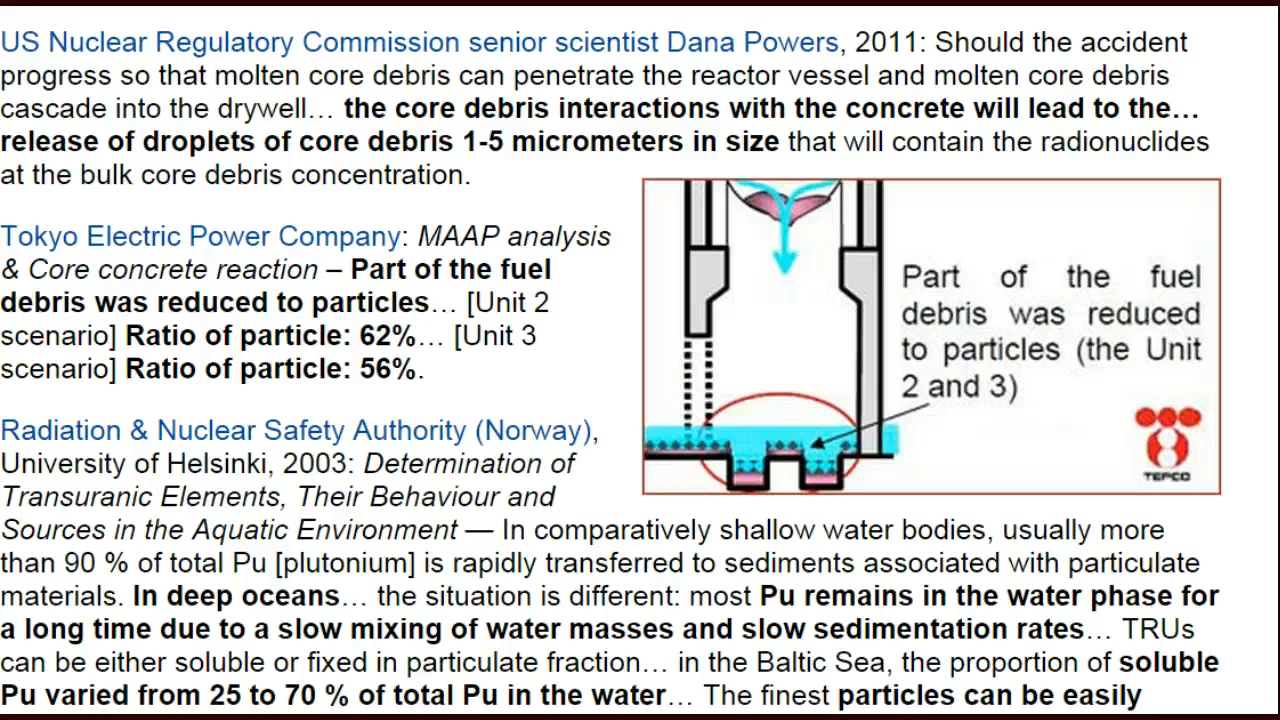 US Nuclear Regulatory Commission senior scientist Dana Powers, 2011: Should the accident
progress so that molten core debris can penetrate the reactor vessel and molten core debris
cascade into the drywell… the core debris interactions with the concrete will lead to the…
release of droplets of core debris 1-5 micrometers in size that will contain the radionuclides
at the bulk core debris concentration.
Tokyo Electric Power Company: MAAP analysis
& Core concrete reaction – Part of the fuel
debris was reduced to particles… [Unit 2
scenario] Ratio of particle: 62%… [Unit 3
scenario] Ratio of particle: 56%.
Part of the fuel
debris was reduced
to particles (the Unit
2 and 3)
TEPCO
Radiation & Nuclear Safety Authority (Norway),
University of Helsinki, 2003: Determination of
Transuranic Elements, Their Behaviour and
Sources in the Aquatic Environment — In comparatively shallow water bodies, usually more
than 90 % of total Pu [plutonium] is rapidly transferred to sediments associated with particulate
materials. In deep oceans… the situation is different: most Pu remains in the water phase for
a long time due to a slow mixing of water masses and slow sedimentation rates… TRUs
can be either soluble or fixed in particulate fraction… in the Baltic Sea, the proportion of soluble
Pu varied from 25 to 70 % of total Pu in the water… The finest particles can be easily